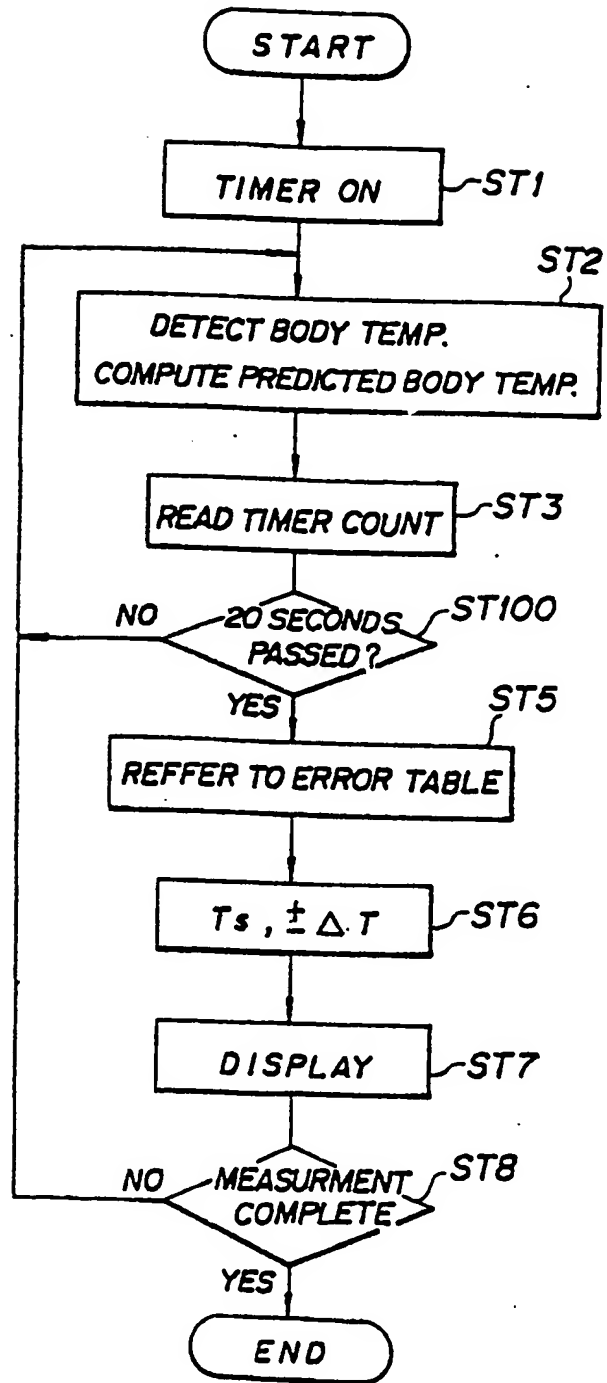 START
TIMER ON
ST1
ST2
DETECT BODY TEMP.
COMPUTE PREDICTED BODY TEMP.
READ TIMER COUNT
ST3
NO
20 SECONDS
PASSED?
ST100
YES
ST5
REFFER TO ERROR TABLE
Ts, ± △.T
ST6
DISPLAY
ST7
NO
MEASURMENT
COMPLETE
ST8
YES
END